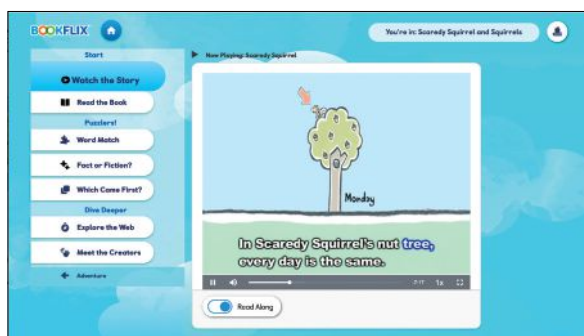 BOOKFLIX
You're in: Scaredy Squirrel and Squirrels
Start
Watch the Story
Read the Book
Puzzlers!
Word Match
Fact or Fiction?
Which Came First?
Dive Deeper
Explore the Web
Meet the Creators
Adventure
Now Playing: Scaredy Squirrel
Monday
In Scaredy Squirrel's nut tree,
every day is the same.
1x
Read Along